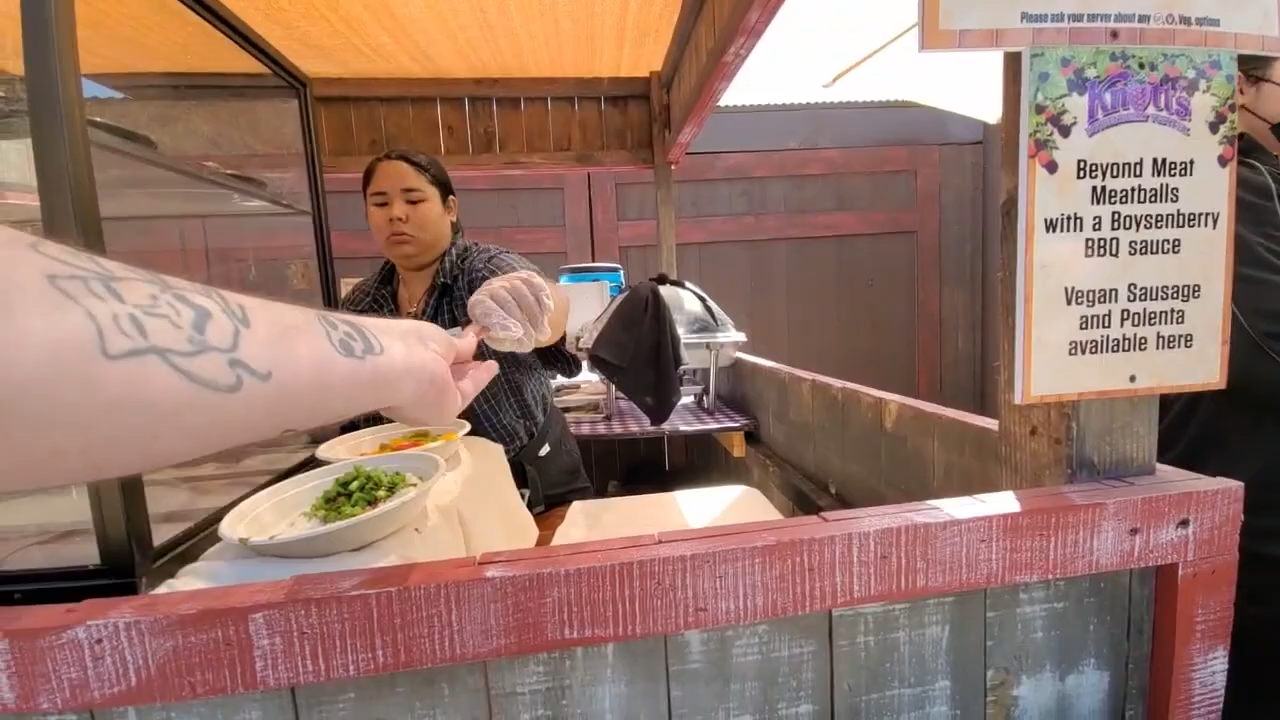 Please ask your server about any Veg. options
Knott's
Beyond Meat
Meatballs
with a Boysenberry
BBQ sauce
Vegan Sausage
and Polenta
available here